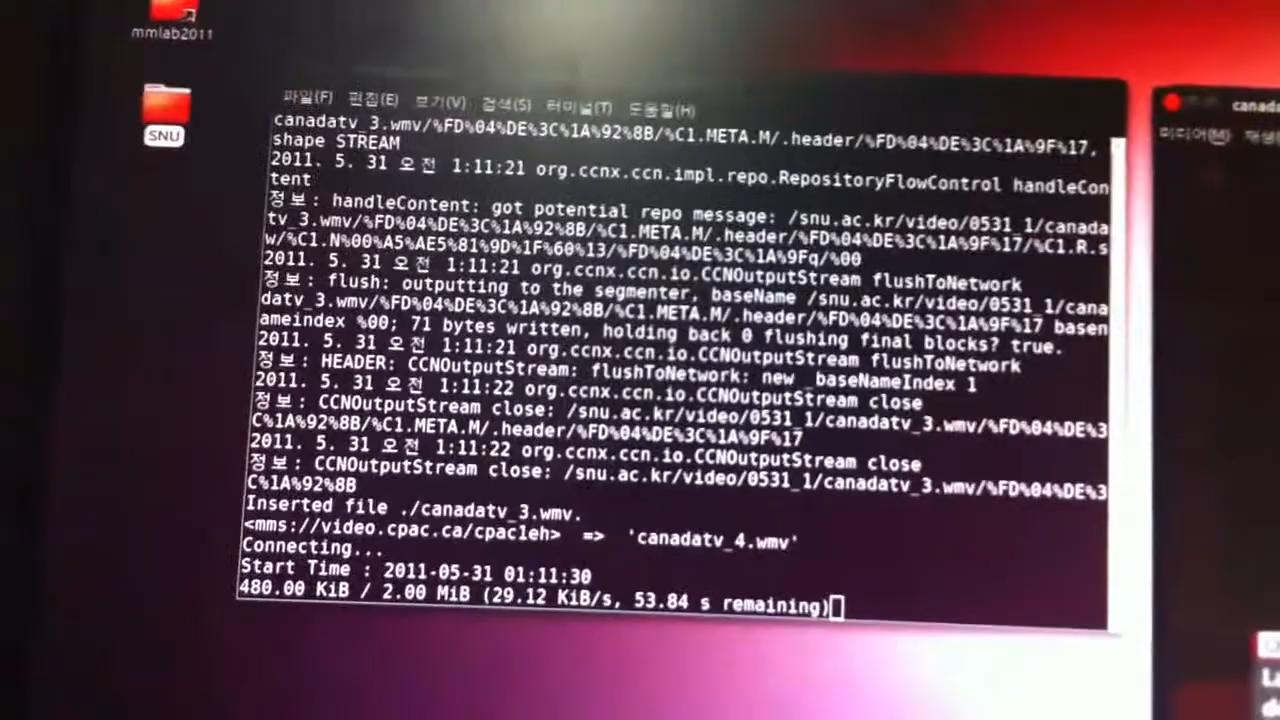 mmlab2011
SNU
파일(F) 편집(E) 보기(V) 검색(S) 터미널(T) 도움말(H)
canadatv_3.wmv/%FD%04%DE%3C%1A%92%8B/%C1.META.M/.header/%FD%04%DE%3C%1A%9F%17,
shape STREAM
2011. 5. 31 오전 1:11:21 org.ccnx.ccn.impl.repo.RepositoryFlowControl handleCon
tent
정보: handleContent: got potential repo message: /snu.ac.kr/video/0531_1/canada
tv_3.wmv/%FD%04%DE%3C%1A%92%8B/%C1.META.M/.header/%FD%04%DE%3C%1A%9F%17/%C1.R.s
w/%C1.N%00%A5%AE5%81%9D%1F%60%13/%FD%04%DE%3C%1A%9Fq/%00
2011. 5. 31 오전 1:11:21 org.ccnx.ccn.io.CCNOutputStream flushToNetwork
정보: flush: outputting to the segmenter, baseName /snu.ac.kr/video/0531_1/cana
datv_3.wmv/%FD%04%DE%3C%1A%92%8B/%C1.META.M/.header/%FD%04%DE%3C%1A%9F%17 basen
ameindex %00; 71 bytes written, holding back 0 flushing final blocks? true.
2011. 5. 31 오전 1:11:21 org.ccnx.ccn.io.CCNOutputStream flushToNetwork
정보: HEADER: CCNOutputStream: flushToNetwork: new _baseNameIndex 1
2011. 5. 31 오전 1:11:22 org.ccnx.ccn.io.CCNOutputStream close
정보: CCNOutputStream close: /snu.ac.kr/video/0531_1/canadatv_3.wmv/%FD%04%DE%3
C%1A%92%8B/%C1.META.M/.header/%FD%04%DE%3C%1A%9F%17
2011. 5. 31 오전 1:11:22 org.ccnx.ccn.io.CCNOutputStream close
정보: CCNOutputStream close: /snu.ac.kr/video/0531_1/canadatv_3.wmv/%FD%04%DE%3
C%1A%92%8B
Inserted file ./canadatv_3.wmv.
<mms://video.cpac.ca/cpac1eh> => 'canadatv_4.wmv'
Connecting...
Start Time : 2011-05-31 01:11:30
480.00 KiB / 2.00 MiB (29.12 KiB/s, 53.84 s remaining)
canada
미디어(M) 재생